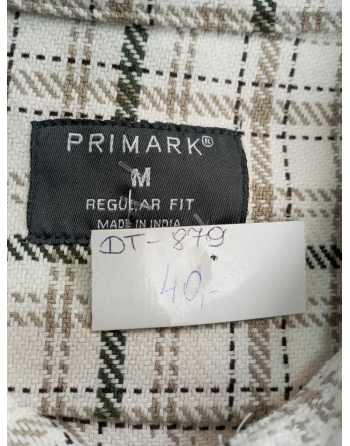 PRIMARK®
M
REGULAR FIT
MADE IN INDIA
DT-879
40,-